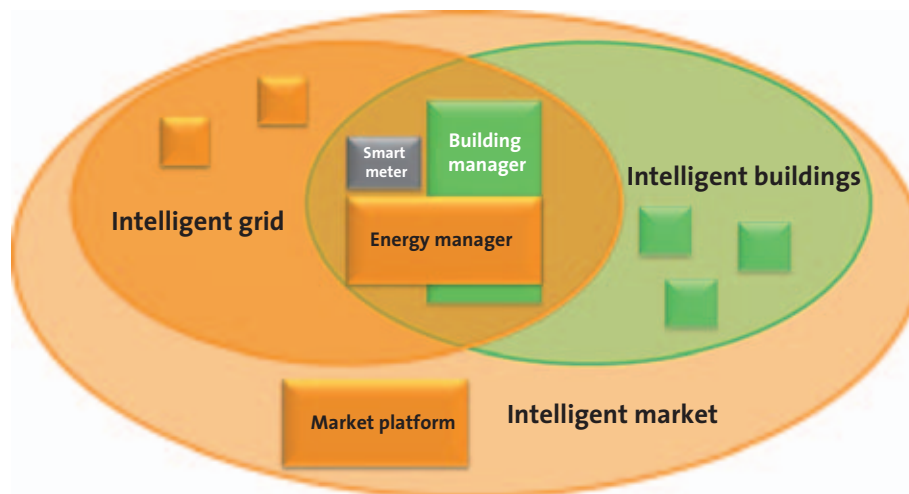 Smart
meter
Building
manager
Intelligent buildings
Intelligent grid
Energy manager
Market platform
Intelligent market